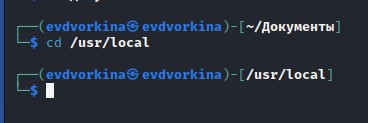 ┌──(evdvorkina㉿evdvorkina)-[~/Документы]
└─$ cd /usr/local
┌──(evdvorkina㉿evdvorkina)-[/usr/local]
└─$